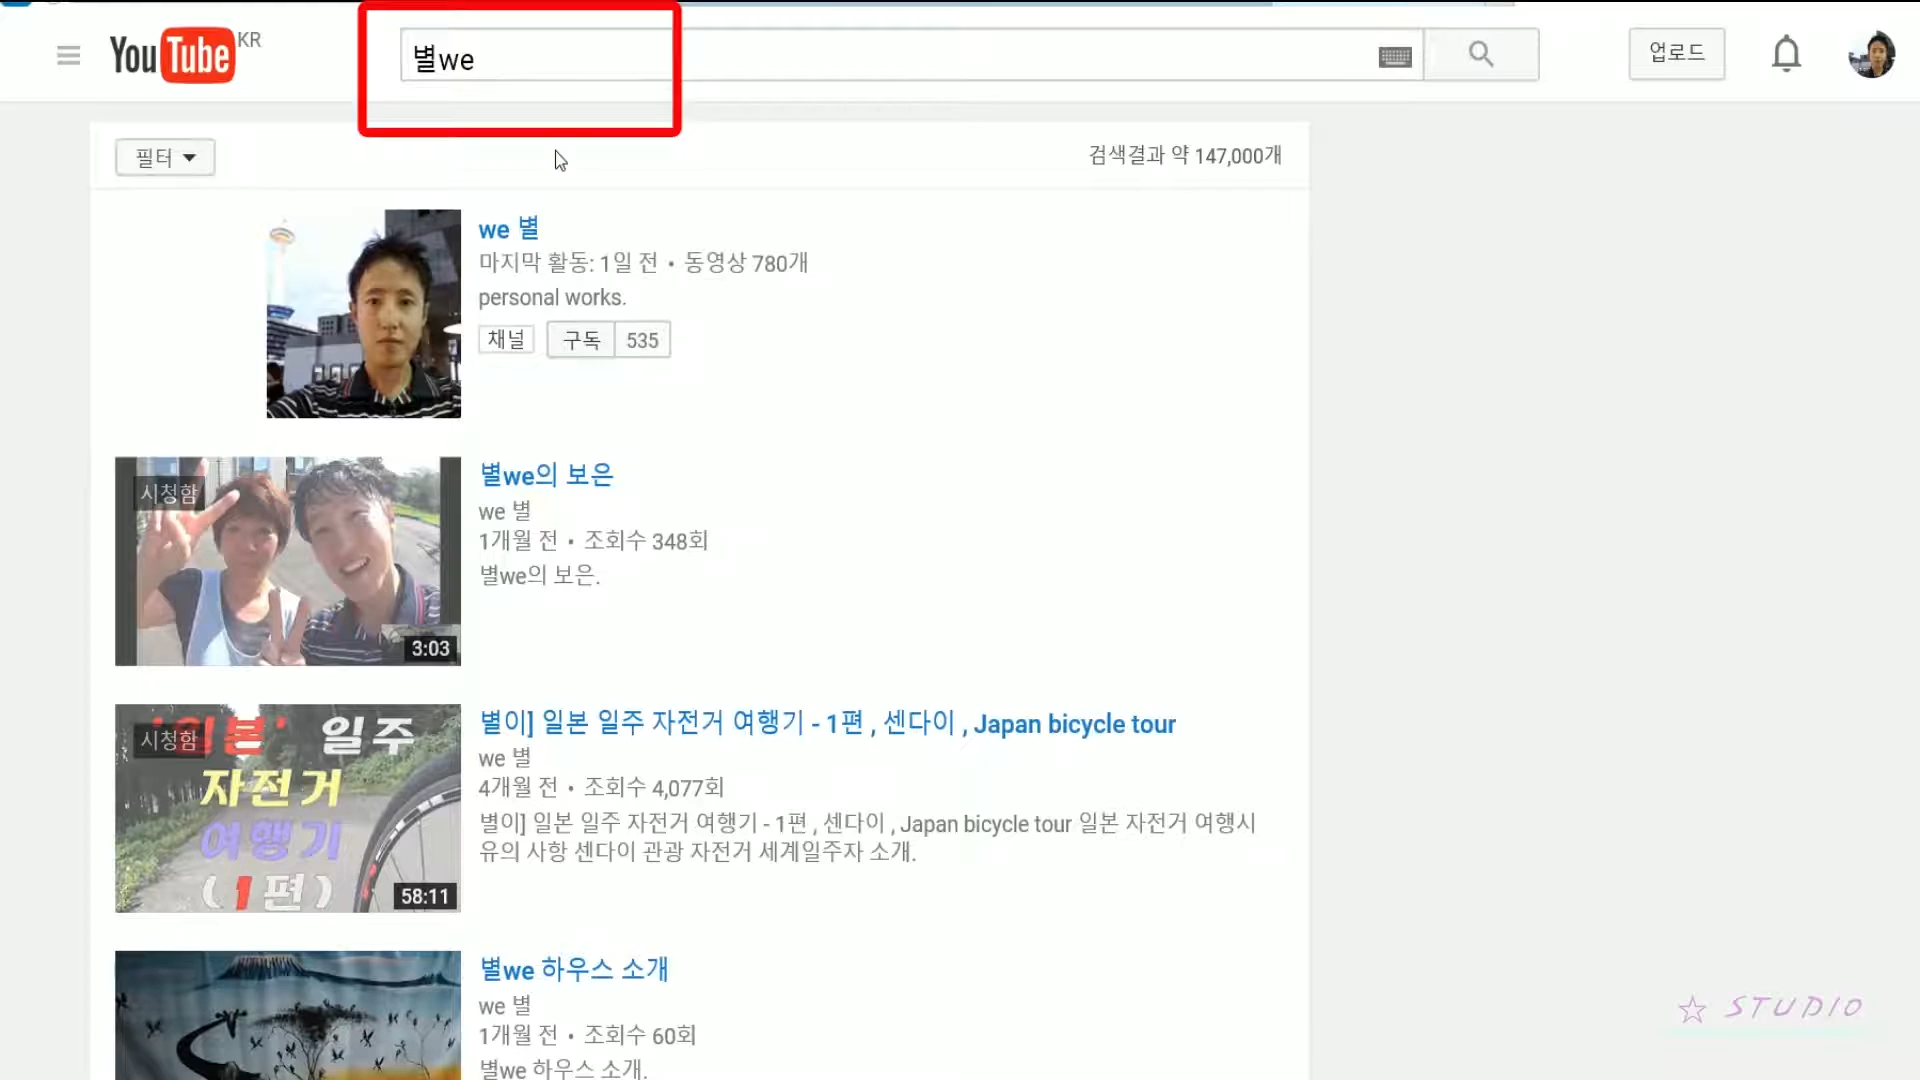 YouTube KR
별we
업로드
필터
검색결과 약 147,000개
we 별
마지막 활동: 1일 전 • 동영상 780개
personal works.
채널 구독 535
시청함
3:03
별we의 보은
we 별
1개월 전 • 조회수 348회
별we의 보은.
시청함
'일본' 일주
자전거
여행기
(1편)
58:11
별이] 일본 일주 자전거 여행기 - 1편 , 센다이 , Japan bicycle tour
we 별
4개월 전 • 조회수 4,077회
별이] 일본 일주 자전거 여행기 - 1편 , 센다이 , Japan bicycle tour 일본 자전거 여행시
유의 사항 센다이 관광 자전거 세계일주자 소개.
별we 하우스 소개
we 별
1개월 전 • 조회수 60회
별we 하우스 소개.
☆ STUDIO